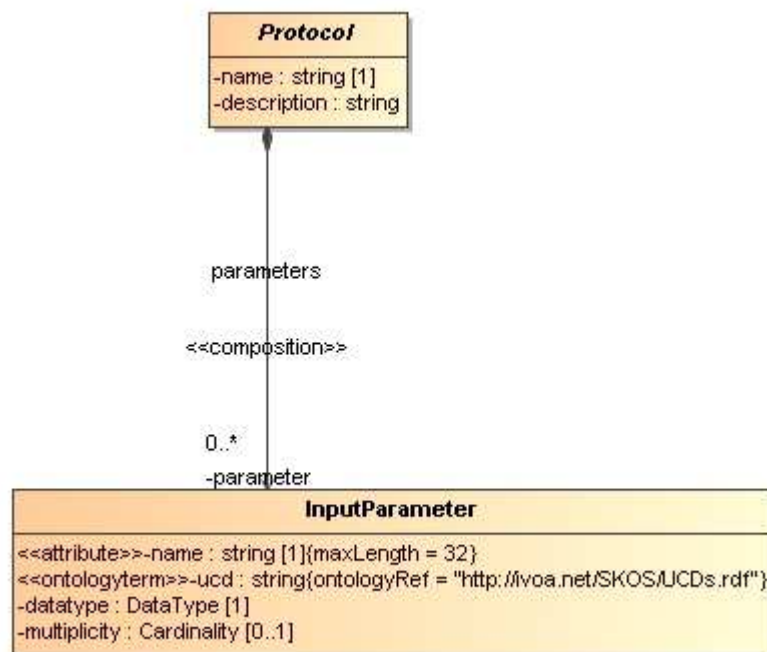 Protocol
-name : string [1]
-description : string
parameters
<<composition>>
0..*
-parameter
InputParameter
<<attribute>>-name : string [1]{maxLength = 32}
<<ontologyterm>>-ucd : string{ontologyRef = "http://ivoa.net/SKOS/UCDs.rdf"}
-datatype : DataType [1]
-multiplicity : Cardinality [0..1]